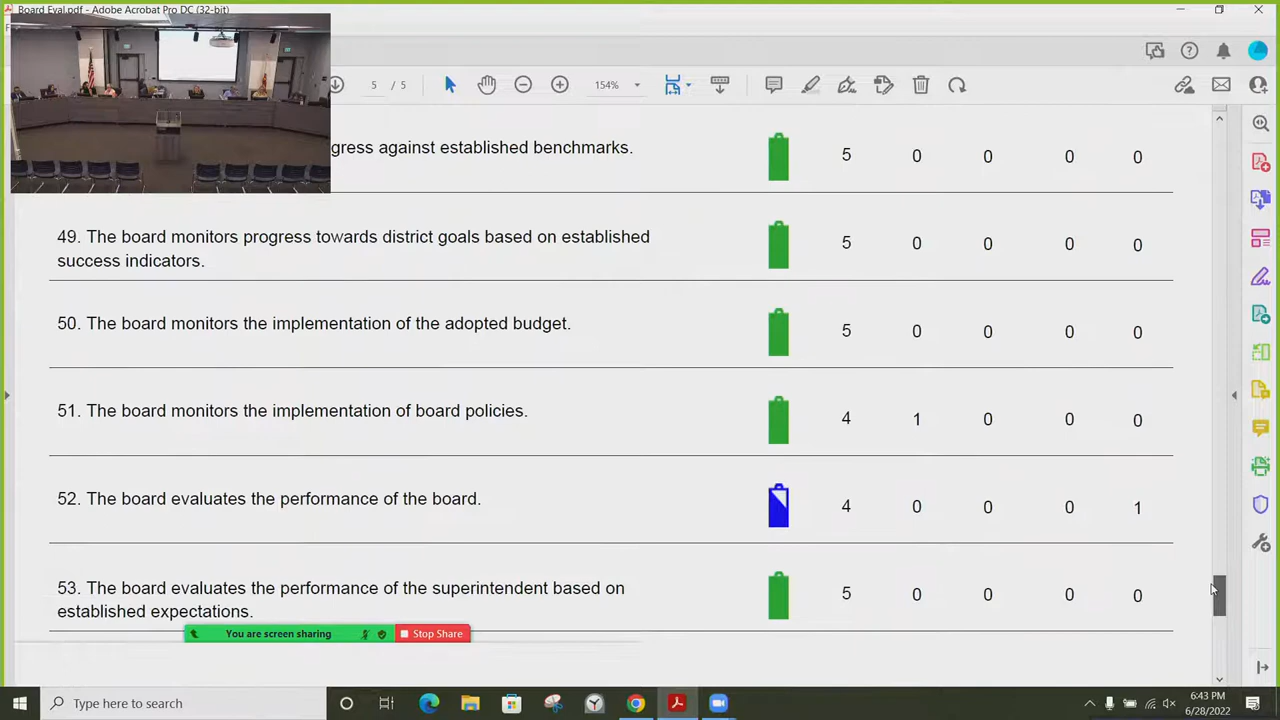 Board Eval.pdf - Adobe Acrobat Pro DC (32-bit)
5 / 5
154%
gress against established benchmarks.
5 0 0 0 0
49. The board monitors progress towards district goals based on established
success indicators.
5 0 0 0 0
50. The board monitors the implementation of the adopted budget.
5 0 0 0 0
51. The board monitors the implementation of board policies.
4 1 0 0 0
52. The board evaluates the performance of the board.
4 0 0 0 1
53. The board evaluates the performance of the superintendent based on
established expectations.
5 0 0 0 0
You are screen sharing
Stop Share
Type here to search
6:43 PM
6/28/2022